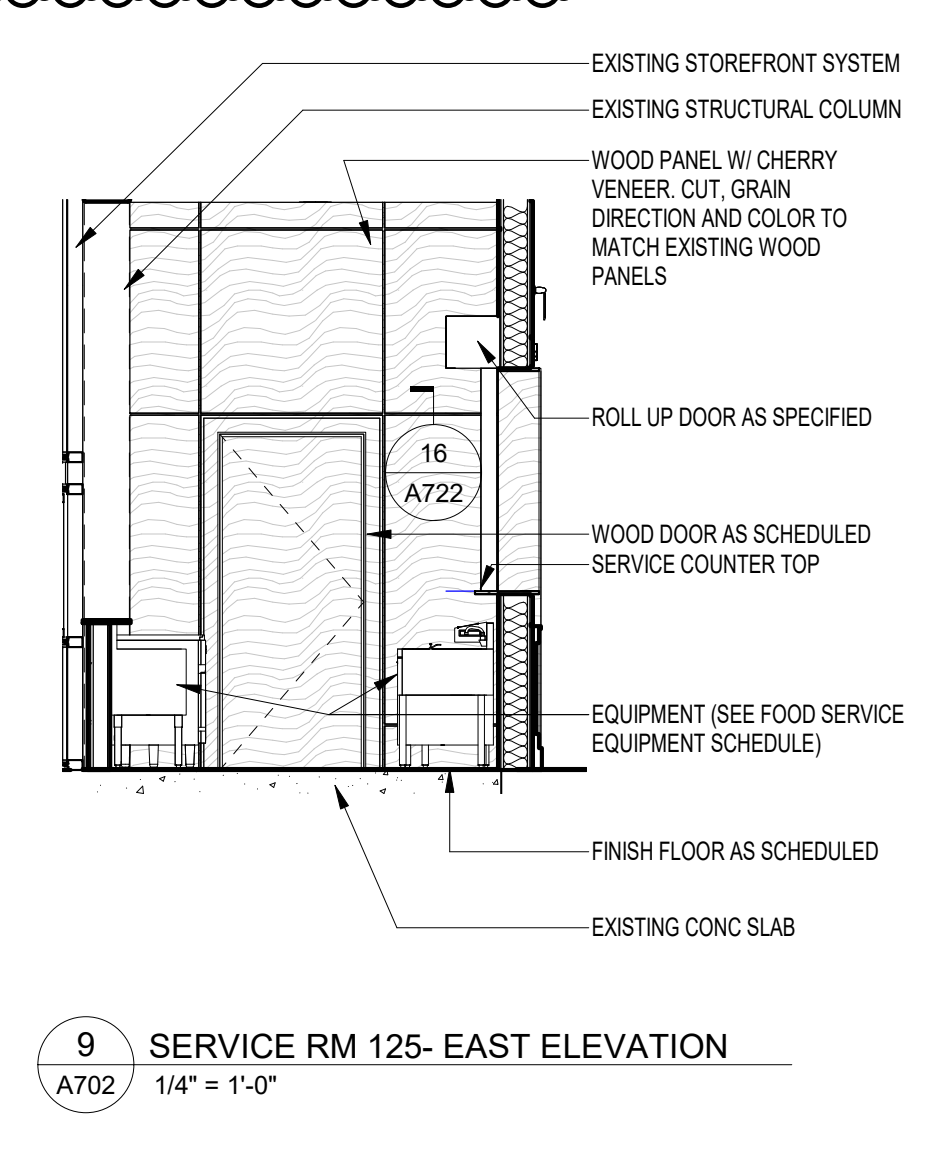 EXISTING STOREFRONT SYSTEM
EXISTING STRUCTURAL COLUMN
WOOD PANEL W/ CHERRY
VENEER. CUT, GRAIN
DIRECTION AND COLOR TO
MATCH EXISTING WOOD
PANELS
ROLL UP DOOR AS SPECIFIED
16
A722
WOOD DOOR AS SCHEDULED
SERVICE COUNTER TOP
EQUIPMENT (SEE FOOD SERVICE
EQUIPMENT SCHEDULE)
FINISH FLOOR AS SCHEDULED
EXISTING CONC SLAB
9
SERVICE RM 125- EAST ELEVATION
A702
1/4" = 1'-0"